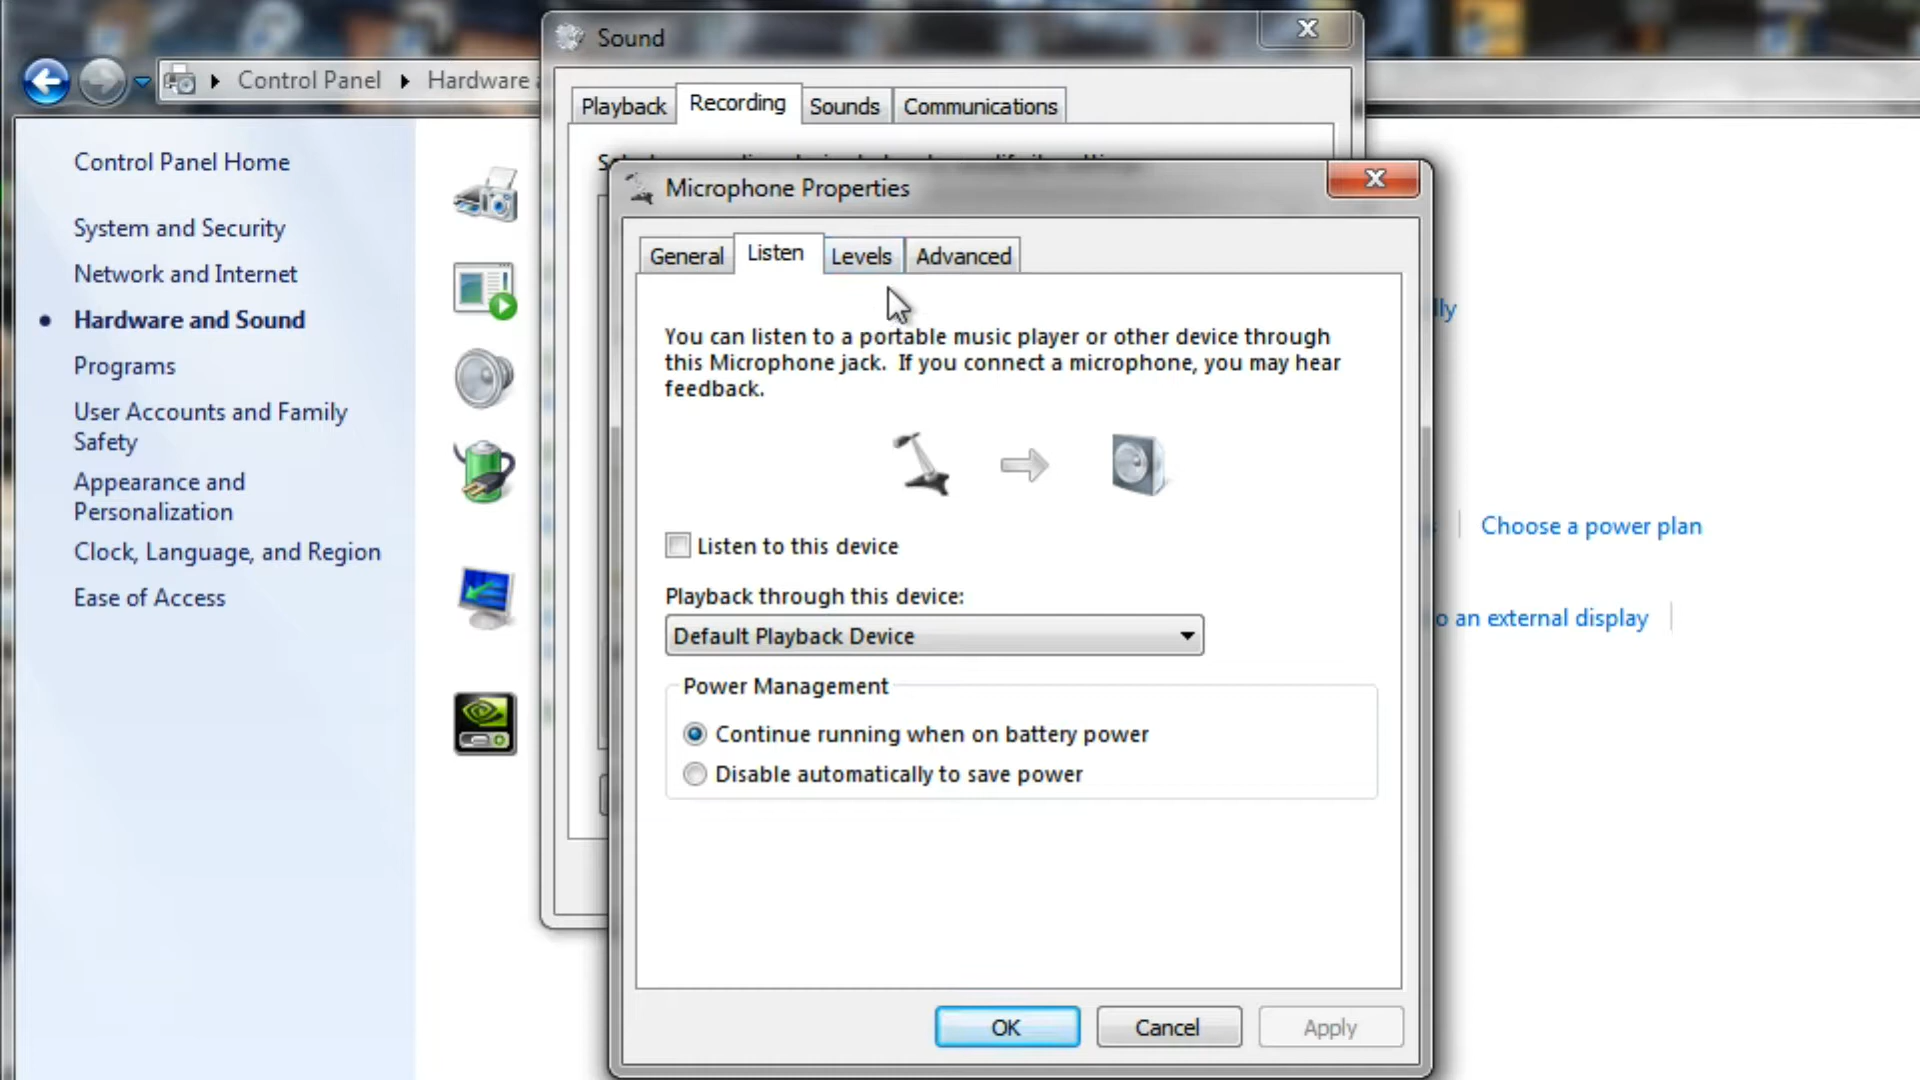 Sound
Control Panel
Hardware
Playback
Recording
Sounds
Communications
Control Panel Home
System and Security
Network and Internet
Hardware and Sound
Programs
User Accounts and Family
Safety
Appearance and
Personalization
Clock, Language, and Region
Ease of Access
Microphone Properties
General
Listen
Levels
Advanced
You can listen to a portable music player or other device through
this Microphone jack. If you connect a microphone, you may hear
feedback.
Listen to this device
Playback through this device:
Default Playback Device
Power Management
Continue running when on battery power
Disable automatically to save power
OK
Cancel
Apply
Choose a power plan
an external display